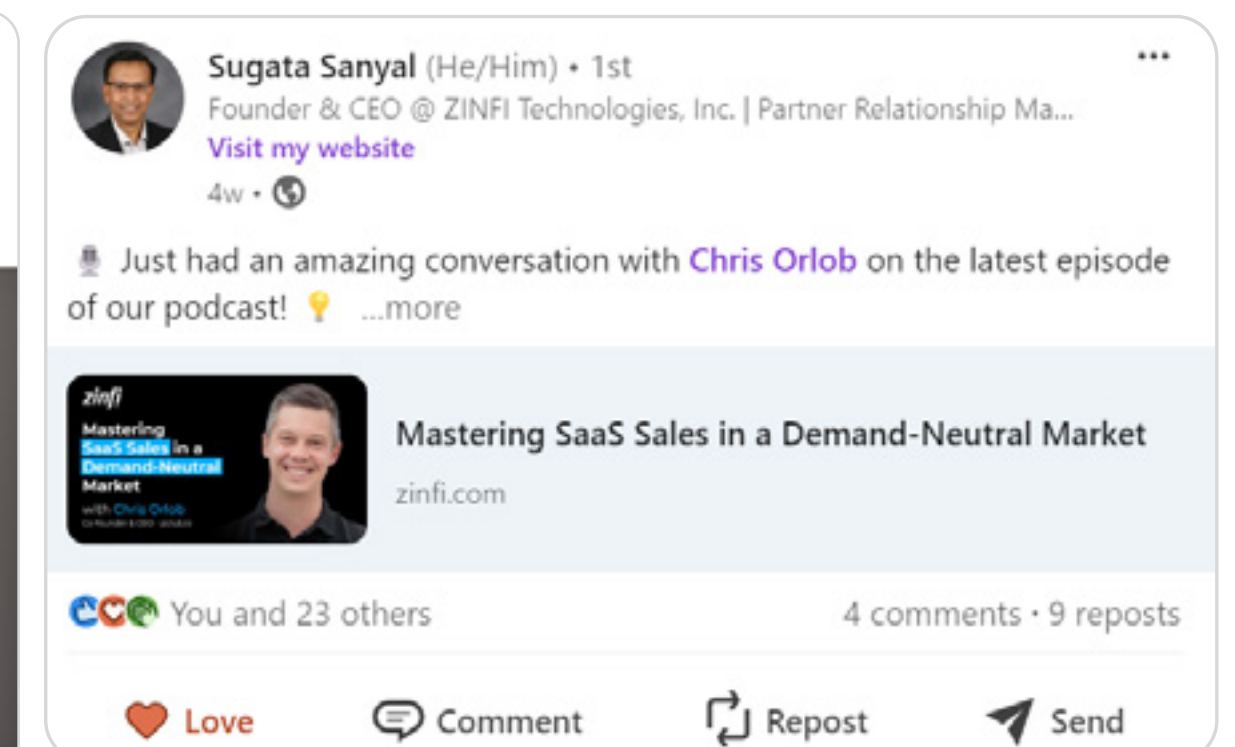 Sugata Sanyal (He/Him) • 1st
Founder & CEO @ ZINFI Technologies, Inc. | Partner Relationship Ma...
Visit my website
4w •
Just had an amazing conversation with Chris Orlob on the latest episode
of our podcast! ...more
zinfi
Mastering
SaaS Sales in a
Demand-Neutral
Market
with Chris Orlob
Mastering SaaS Sales in a Demand-Neutral Market
zinfi.com
You and 23 others
4 comments • 9 reposts
Love Comment Repost Send